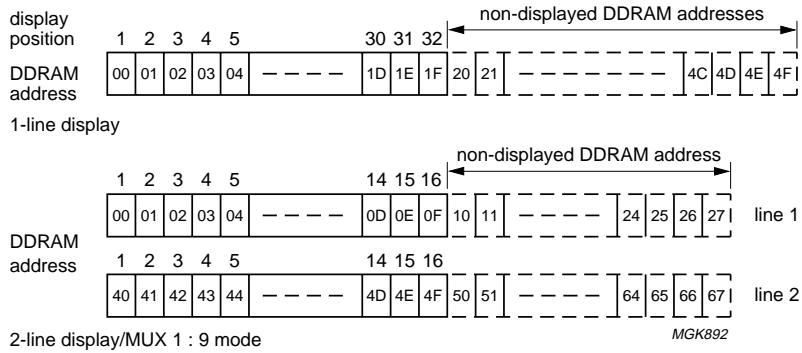 non-displayed DDRAM addresses
display position 1 2 3 4 5 30 31 32
DDRAM address 00 01 02 03 04 1D 1E 1F 20 21 4C 4D 4E 4F
1-line display
non-displayed DDRAM address
1 2 3 4 5 14 15 16
00 01 02 03 04 0D 0E 0F 10 11 24 25 26 27 line 1
DDRAM address
1 2 3 4 5 14 15 16
40 41 42 43 44 4D 4E 4F 50 51 64 65 66 67 line 2
2-line display/MUX 1 : 9 mode
MGK892